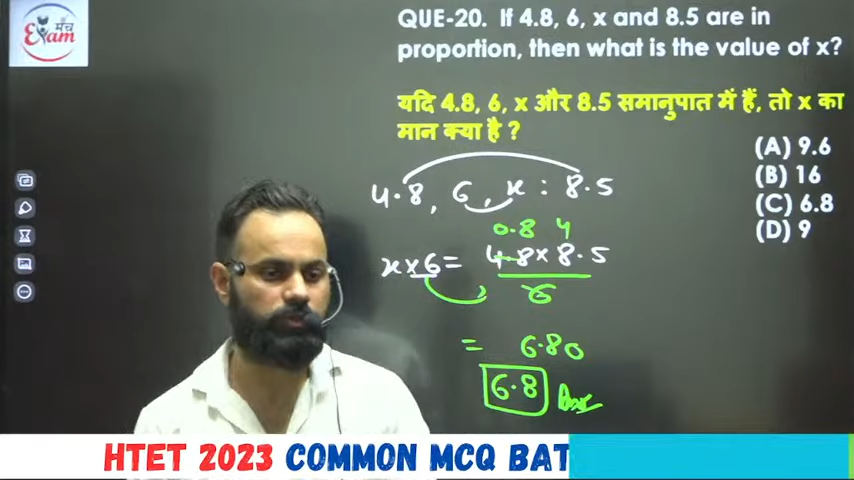 मँच
Exam
QUE-20. If 4.8, 6, x and 8.5 are in
proportion, then what is the value of x?
यदि 4.8, 6, x और 8.5 समानुपात में हैं, तो x का
मान क्या है ?
(A) 9.6
(B) 16
(C) 6.8
(D) 9
4.8, 6, x : 8.5
0.8 4
x×6= 4.8×8.5
6
= 6.80
6.8 Ans
HTET 2023 COMMON MCQ BAT